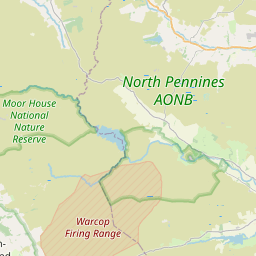 North Pennines
AONB
Moor House
National
Nature
Reserve
Warcop
Firing Range